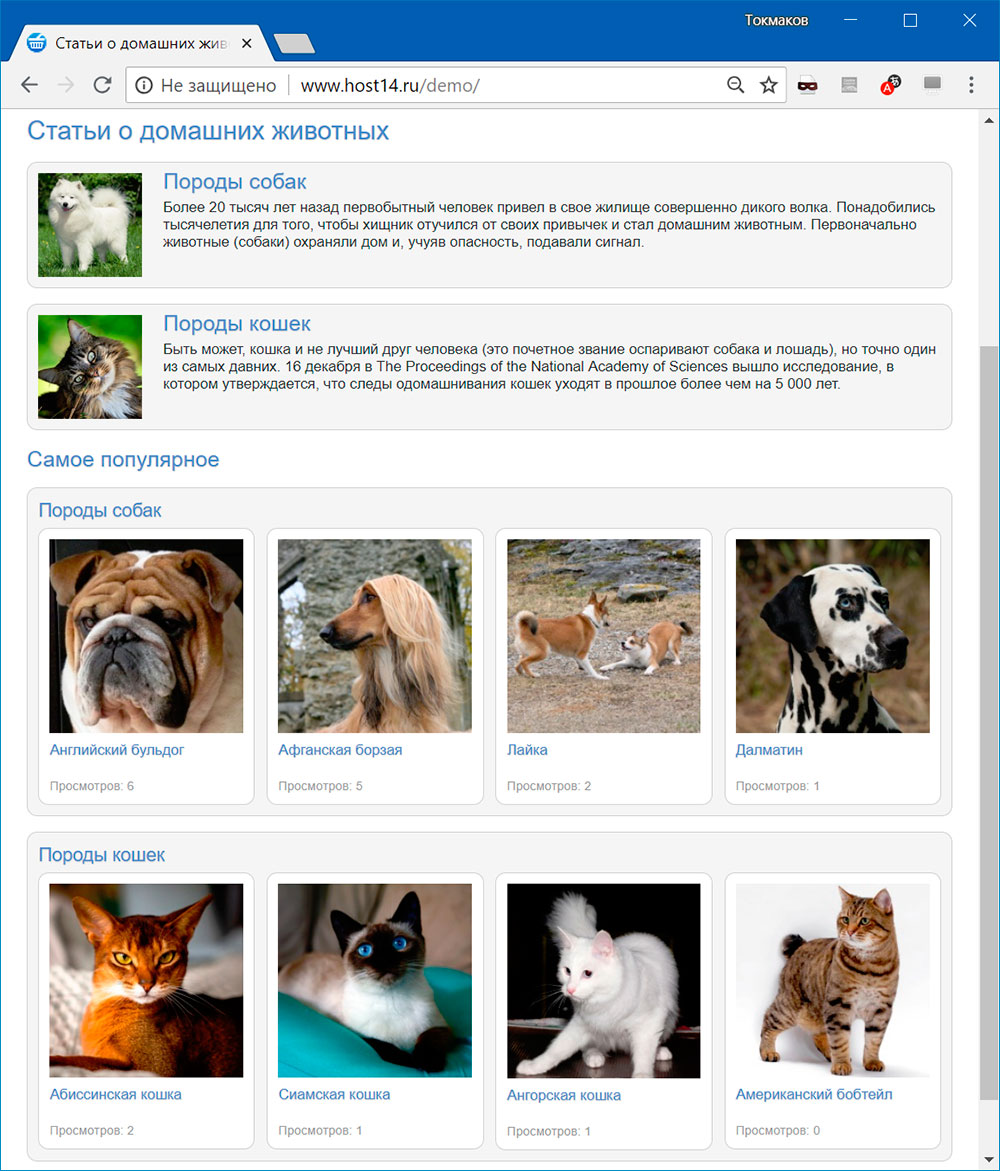 Токмаков
Статьи о домашних жив
Не защищено
www.host14.ru/demo/
Статьи о домашних животных
Породы собак
Более 20 тысяч лет назад первобытный человек привел в свое жилище совершенно дикого волка. Понадобились
тысячелетия для того, чтобы хищник отучился от своих привычек и стал домашним животным. Первоначально
животные (собаки) охраняли дом и, учуяв опасность, подавали сигнал.
Породы кошек
Быть может, кошка и не лучший друг человека (это почетное звание оспаривают собака и лошадь), но точно один
из самых давних. 16 декабря в The Proceedings of the National Academy of Sciences вышло исследование, в
котором утверждается, что следы одомашнивания кошек уходят в прошлое более чем на 5 000 лет.
Самое популярное
Породы собак
Английский бульдог
Просмотров: 6
Афганская борзая
Просмотров: 5
Лайка
Просмотров: 2
Далматин
Просмотров: 1
Породы кошек
Абиссинская кошка
Просмотров: 2
Сиамская кошка
Просмотров: 1
Ангорская кошка
Просмотров: 1
Американский бобтейл
Просмотров: 0